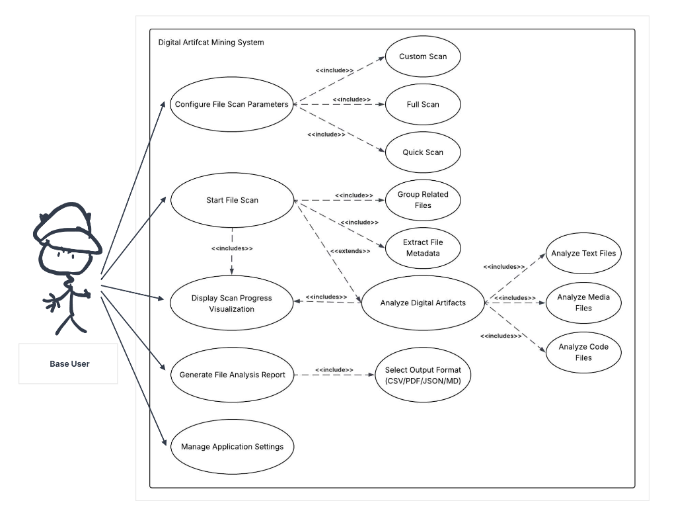 Digital Artifcat Mining System
Custom Scan
<<include>>
Configure File Scan Parameters
<<include>>
Full Scan
<<include>>
Quick Scan
Start File Scan
<<include>>
Group Related
Files
<<include>>
Extract File
Metadata
<<includes>>
<<extends>>
Analyze Text Files
<<includes>>
Display Scan Progress
Visualization
<<includes>>
Analyze Digital Artifacts
<<includes>>
Analyze Media
Files
<<includes>>
Analyze Code
Files
Base User
Generate File Analysis Report
<<include>>
Select Output Format
(CSV/PDF/JSON/MD)
Manage Application Settings